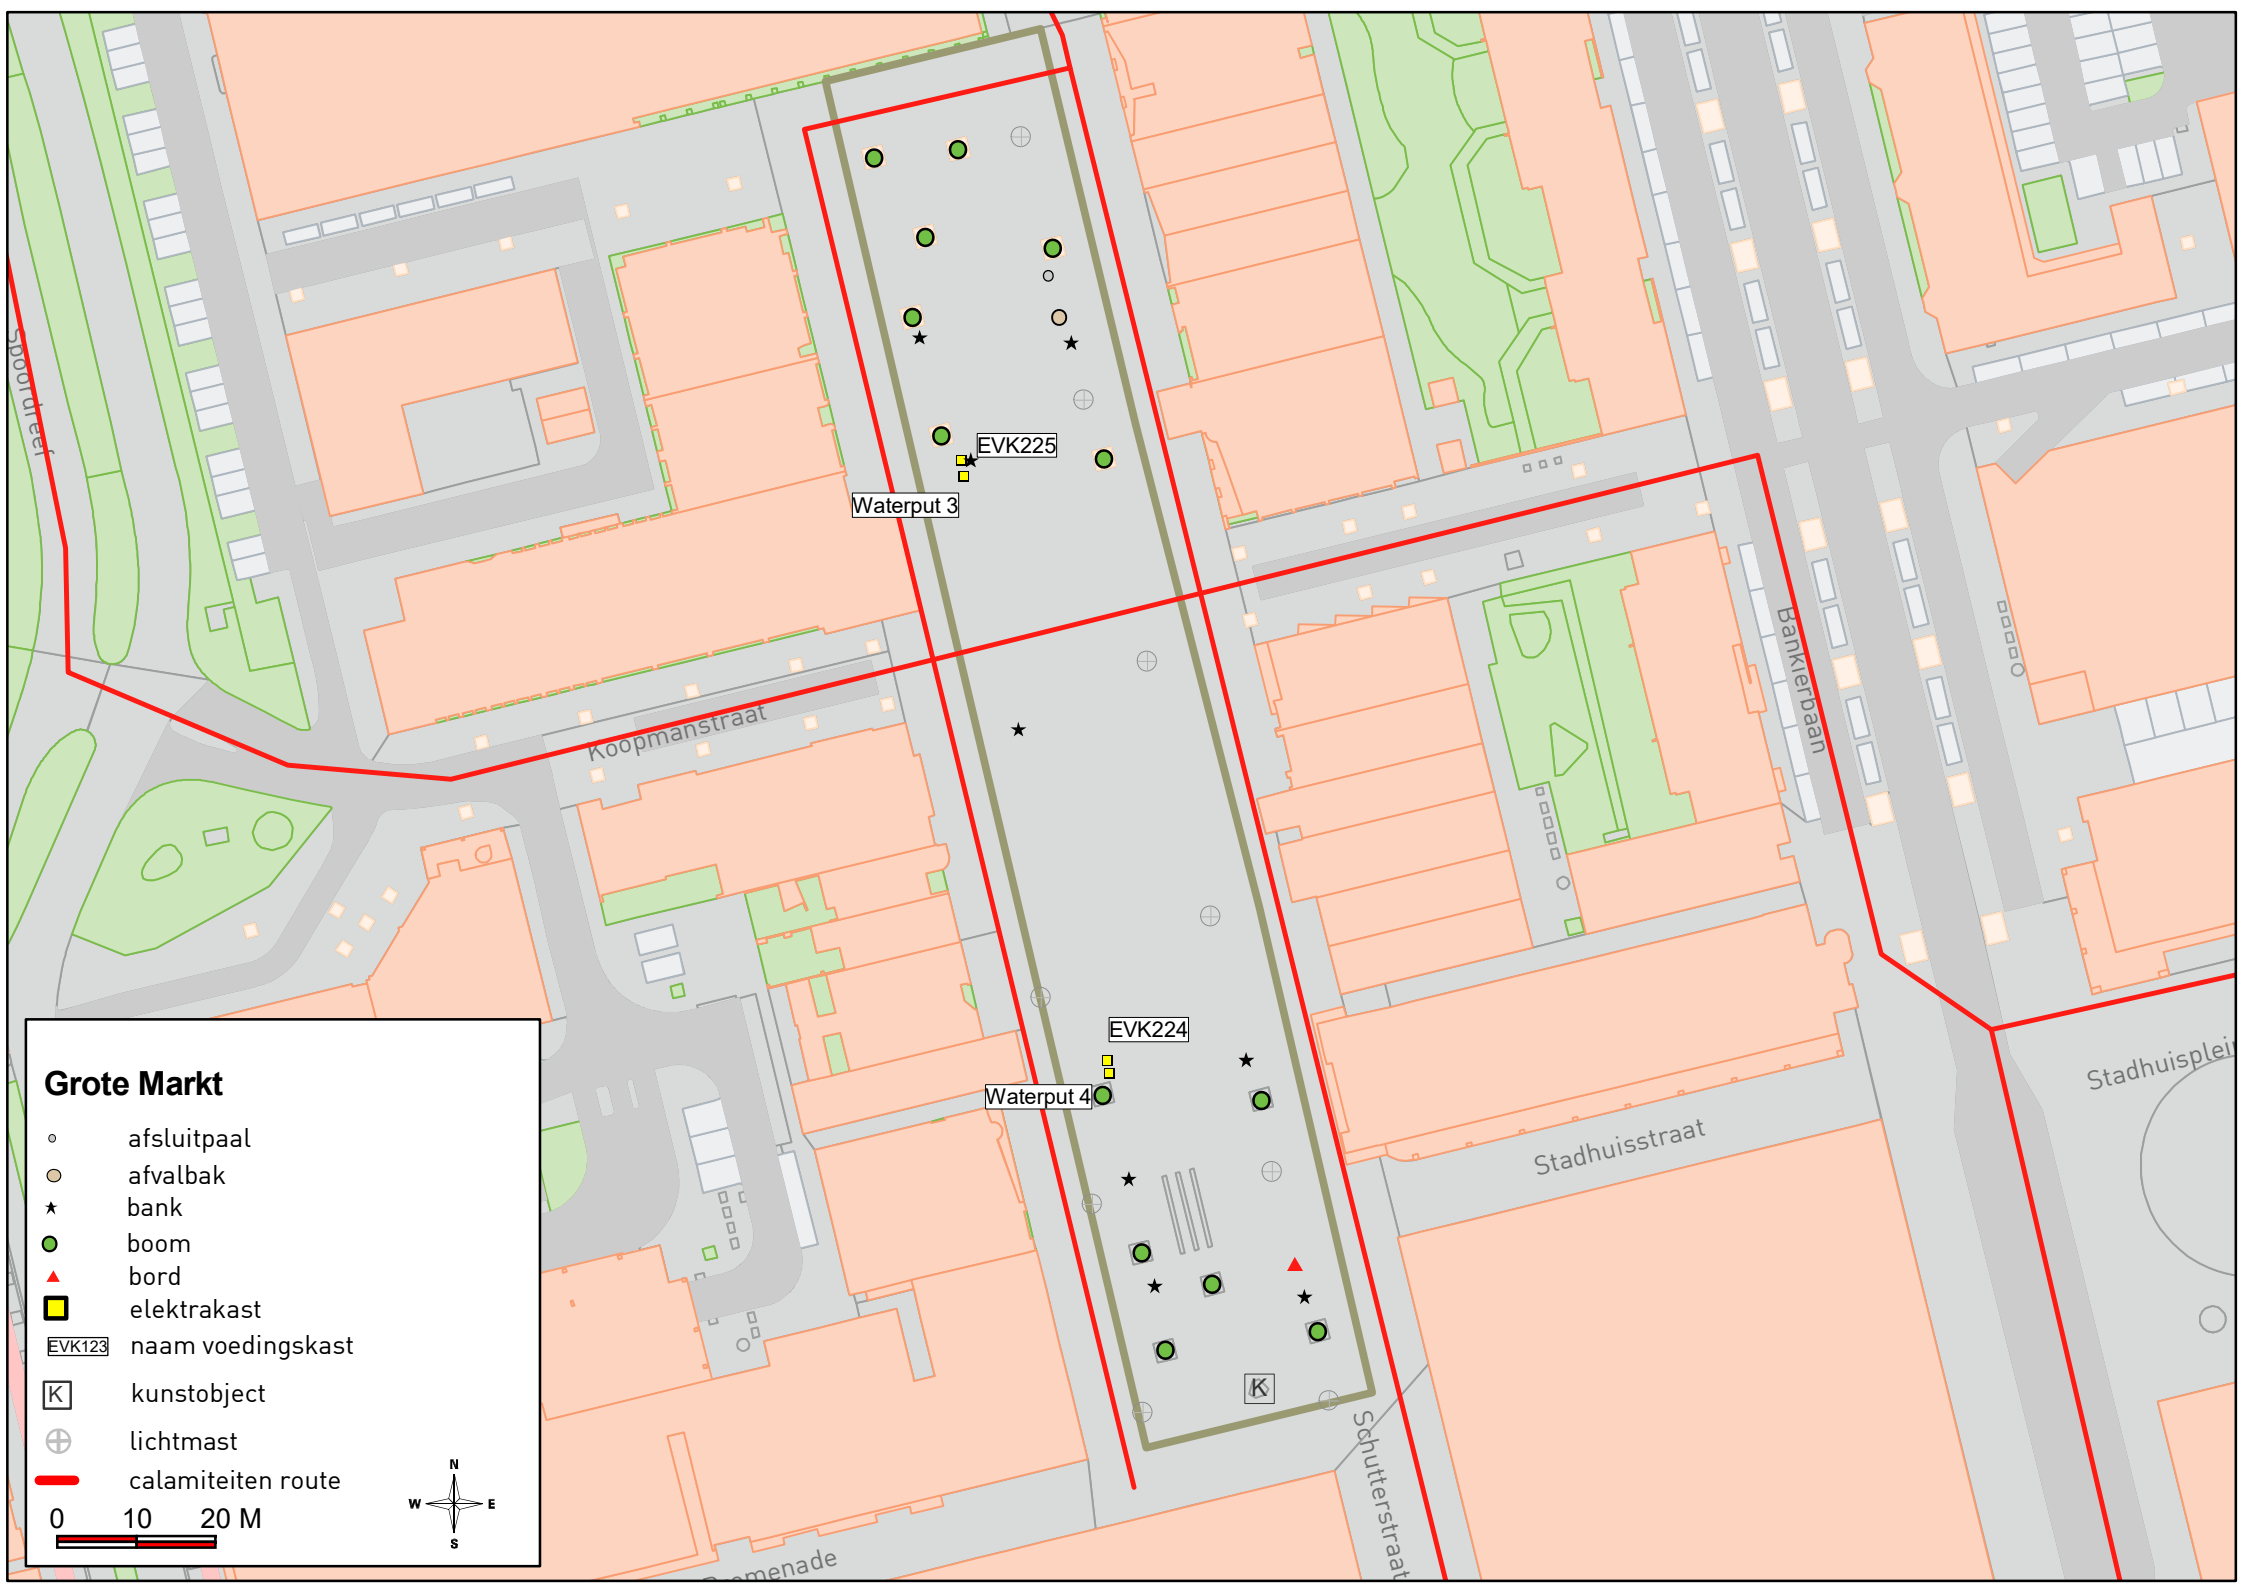 Spoordreef
EVK225
Waterput 3
Koopmanstraat
Bankierbaan
EVK224
Waterput 4
Stadhuisplein
Stadhuisstraat
K
Schutterstraat
Promenade
Grote Markt
afsluitpaal
afvalbak
bank
boom
bord
elektrakast
EVK123 naam voedingskast
K kunstobject
lichtmast
calamiteiten route
0 10 20 M
N
W E
S